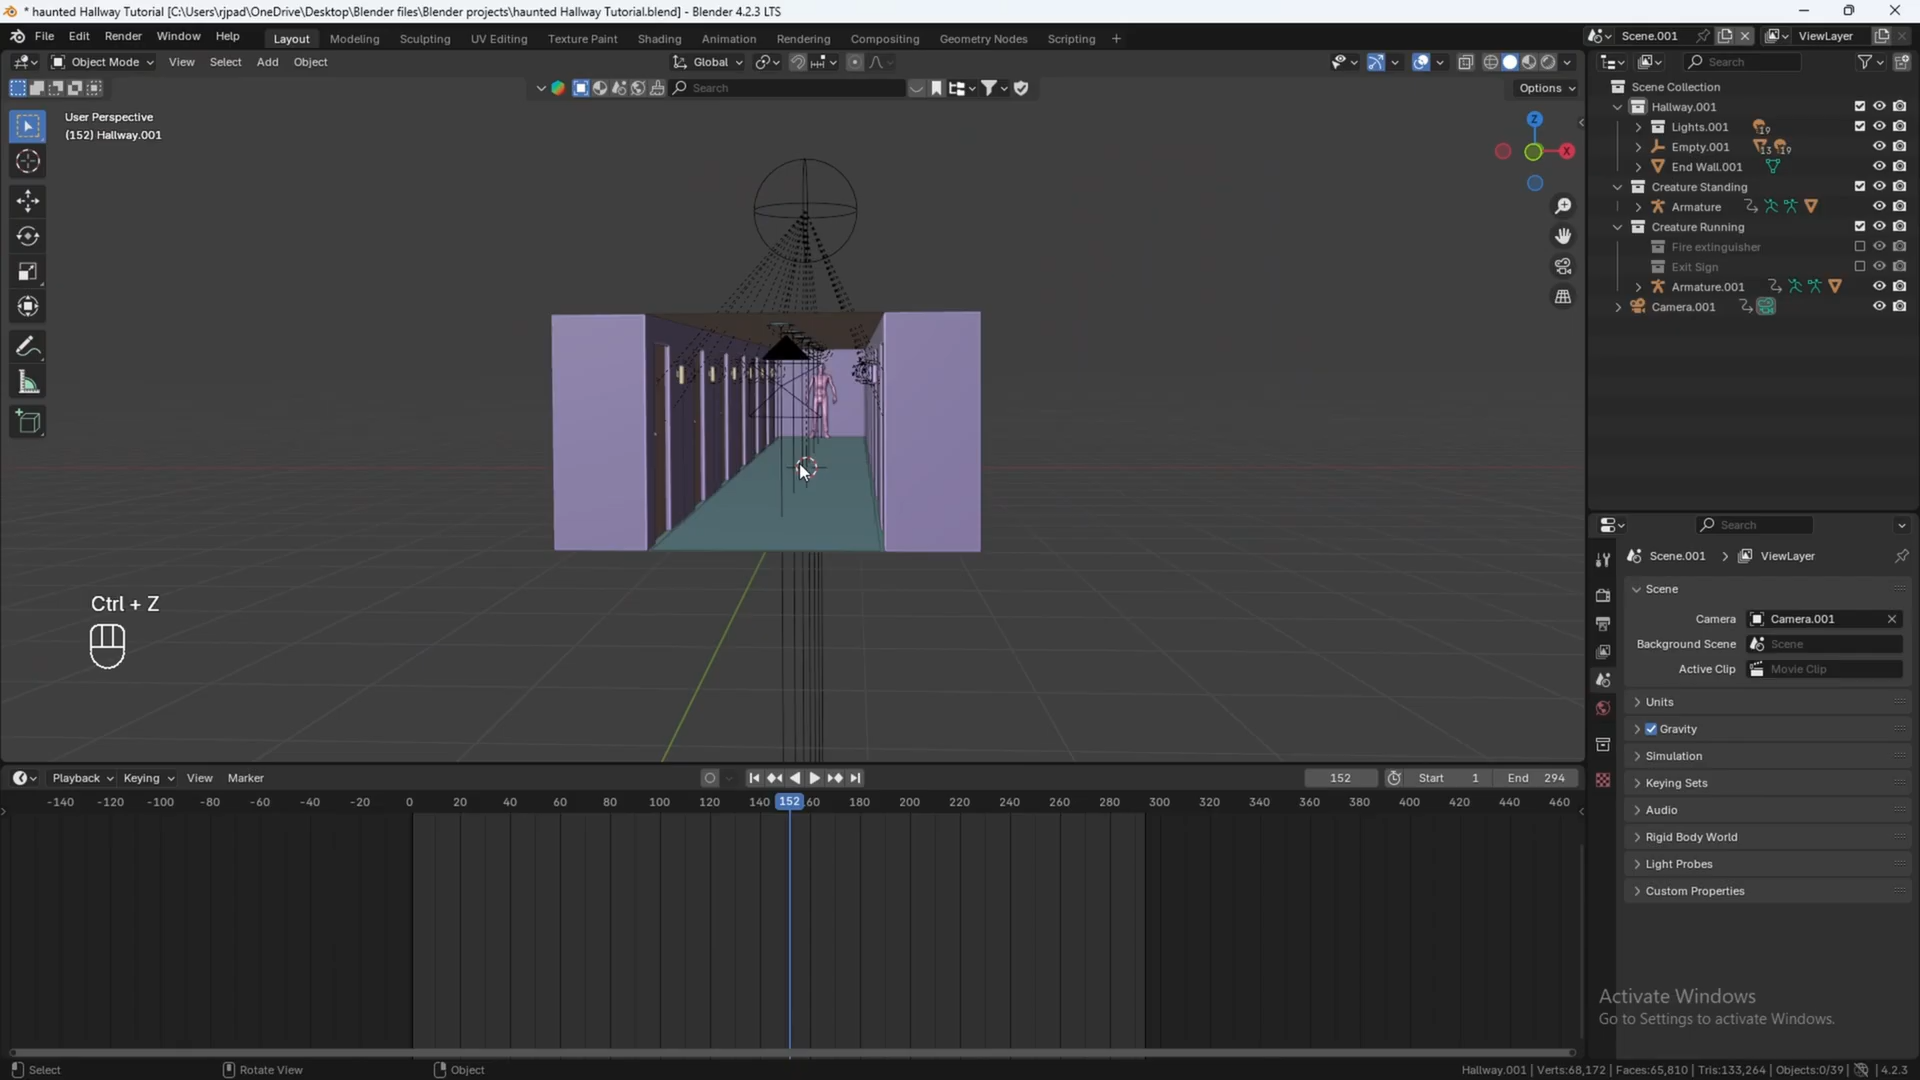 * haunted Hallway Tutorial [C:\Users\rjpad\OneDrive\Desktop\Blender files\Blender projects\haunted Hallway Tutorial.blend] - Blender 4.2.3 LTS
File Edit Render Window Help Layout Modeling Sculpting UV Editing Texture Paint Shading Animation Rendering Compositing Geometry Nodes Scripting + Scene.001 ViewLayer
Object Mode View Select Add Object Global Search
Search Options
User Perspective
(152) Hallway.001
Z
X
Scene Collection
Hallway.001
Lights.001 19
Empty.001 13 19
End Wall.001
Creature Standing
Armature
Creature Running
Fire extinguisher
Exit Sign
Armature.001
Camera.001
Ctrl + Z
Search
Scene.001 > ViewLayer
Scene
Camera Camera.001
Background Scene Scene
Active Clip Movie Clip
Units
Gravity
Simulation
Keying Sets
Audio
Rigid Body World
Light Probes
Custom Properties
Playback Keying View Marker 152 Start 1 End 294
-140 -120 -100 -80 -60 -40 -20 0 20 40 60 80 100 120 140 152 60 180 200 220 240 260 280 300 320 340 360 380 400 420 440 460
Activate Windows
Go to Settings to activate Windows.
Select Rotate View Object Hallway.001 | Verts:68,172 | Faces:65,810 | Tris:133,264 | Objects:0/39 | 4.2.3